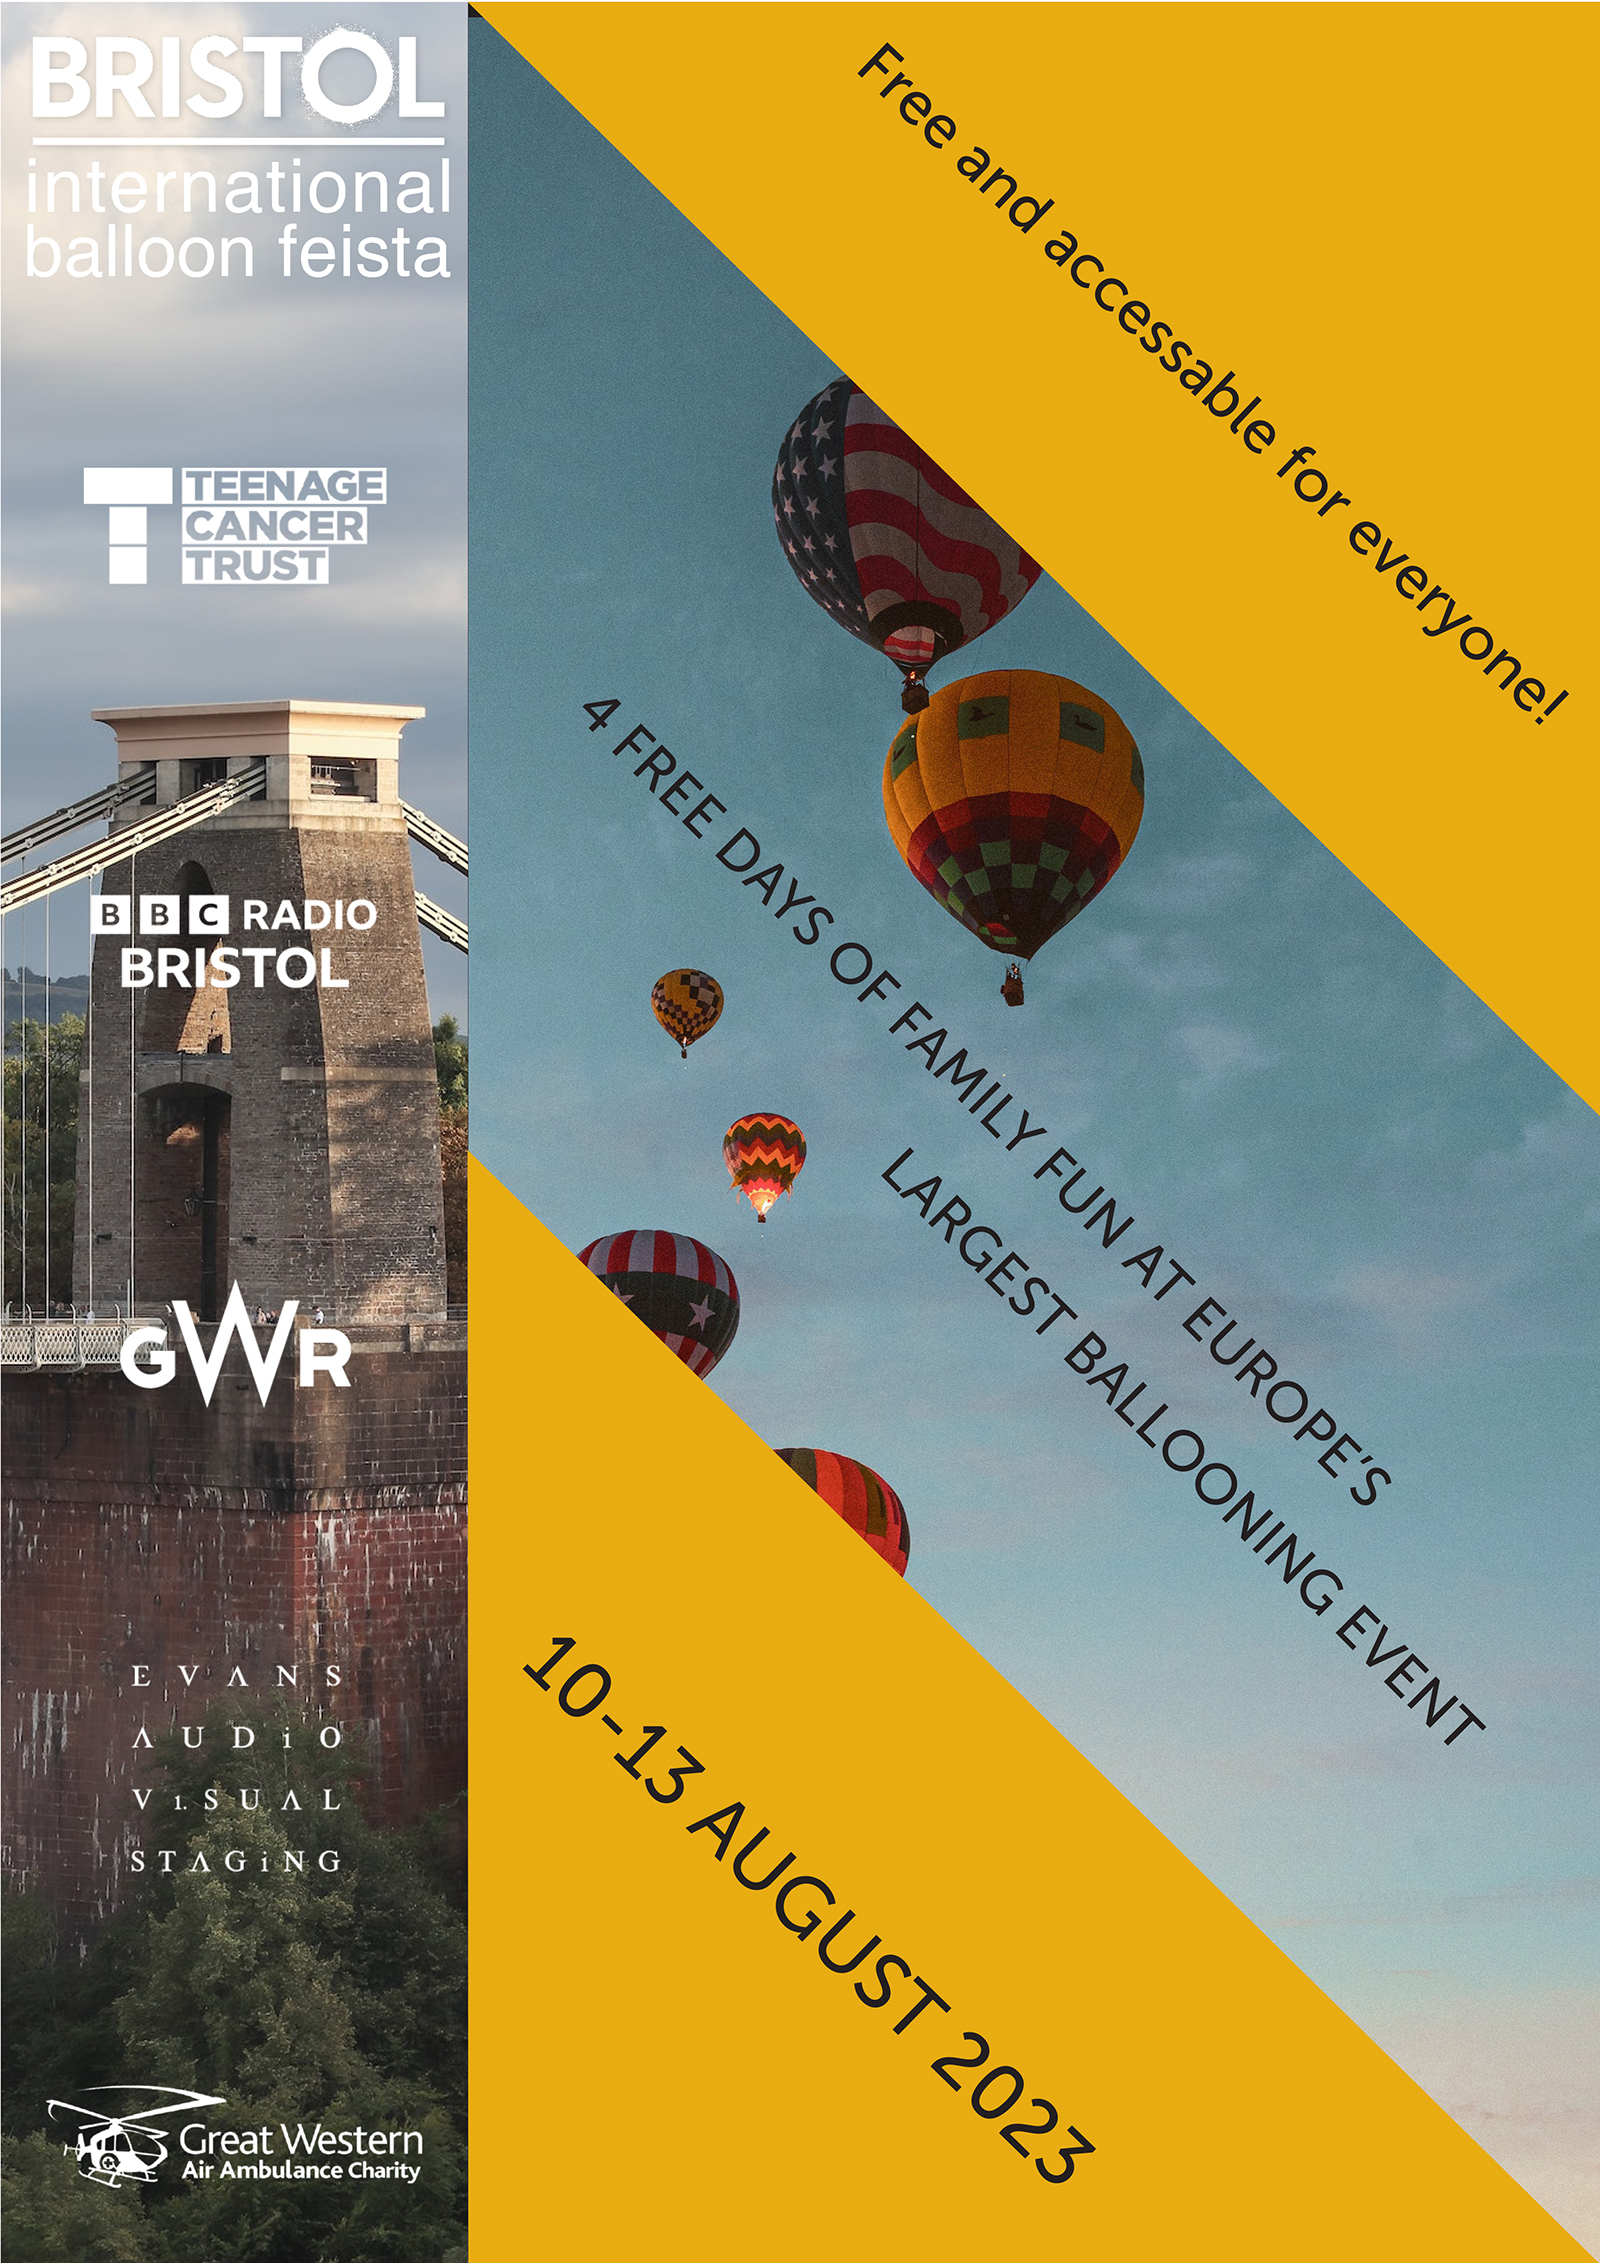 BRISTOL
international
balloon feista
TEENAGE
CANCER
TRUST
BBC RADIO
BRISTOL
GWR
EVANS
AUDiO
Vi.SUAL
STAGiNG
Great Western
Air Ambulance Charity
Free and accessable for everyone!
4 FREE DAYS OF FAMILY FUN AT EUROPE'S
LARGEST BALLOONING EVENT
10-13 AUGUST 2023